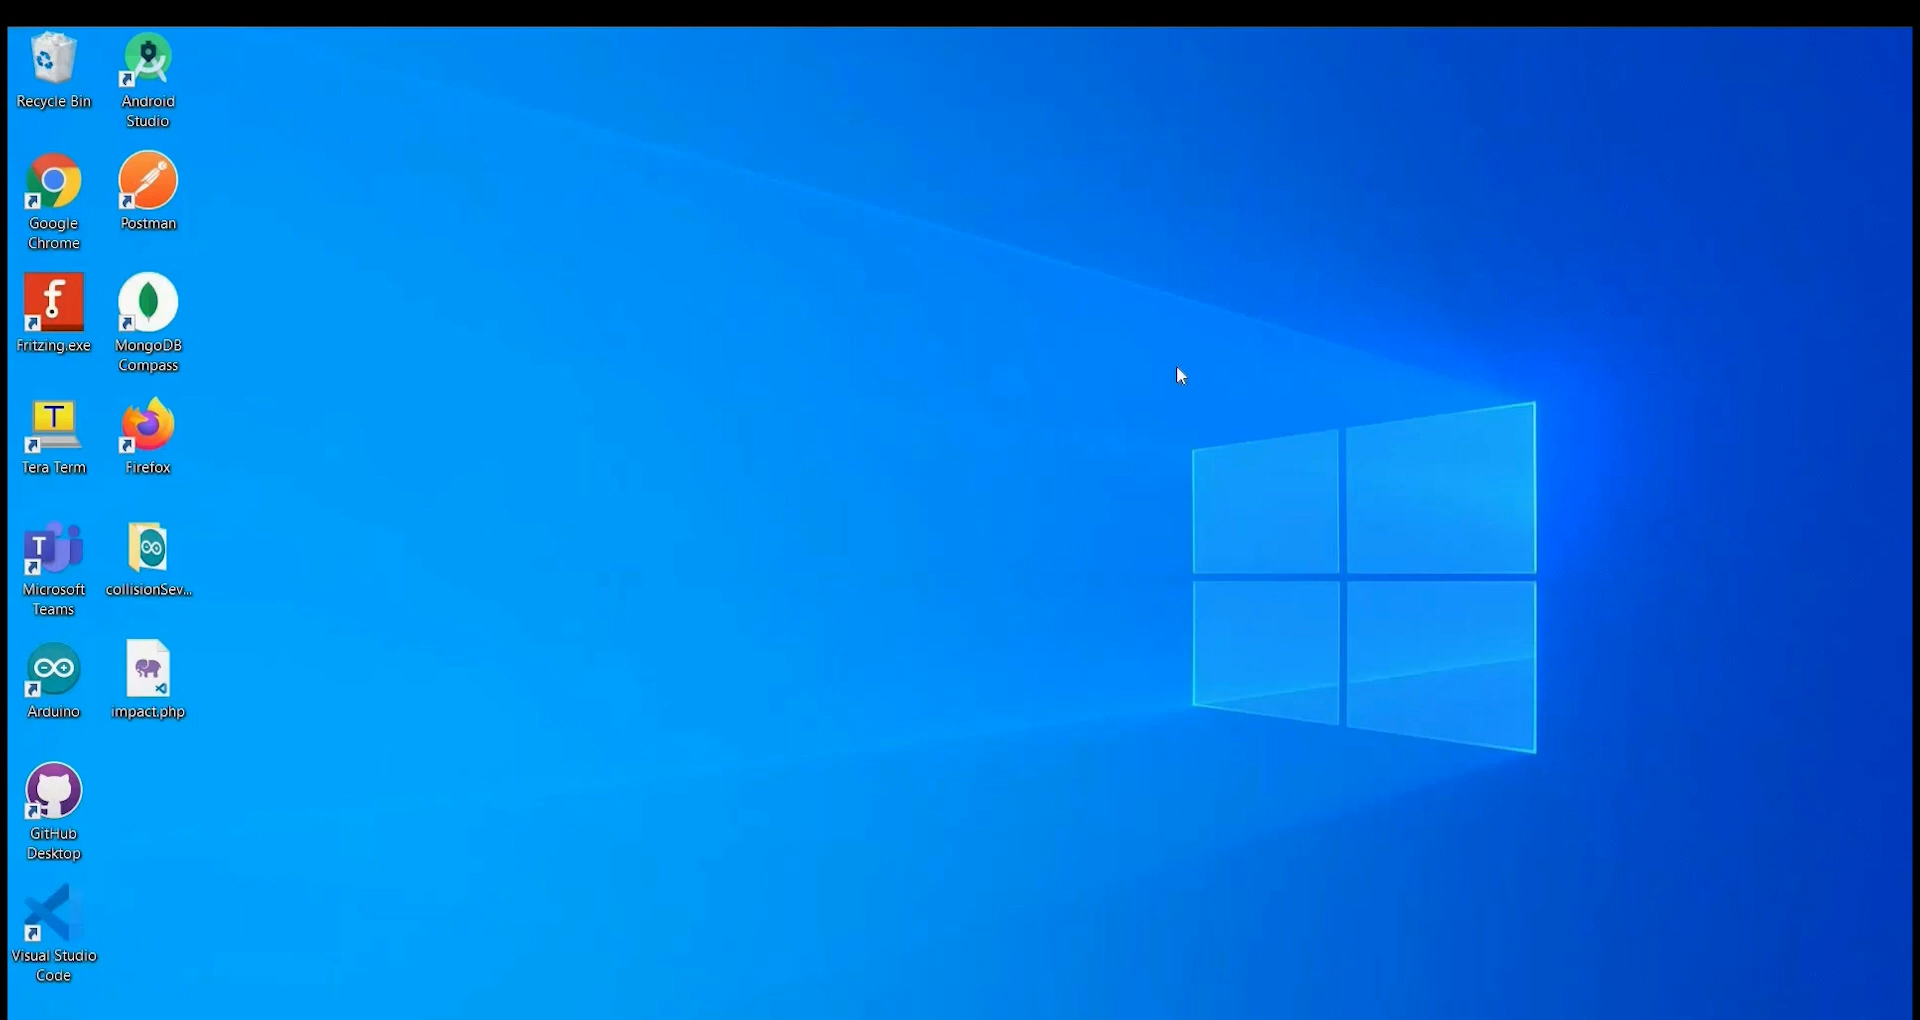 Recycle Bin
Android
Studio
Google
Chrome
Postman
f
Fritzing.exe
MongoDB
Compass
T
Tera Term
Firefox
T
Microsoft
Teams
collisionSev...
Arduino
impact.php
GitHub
Desktop
Visual Studio
Code